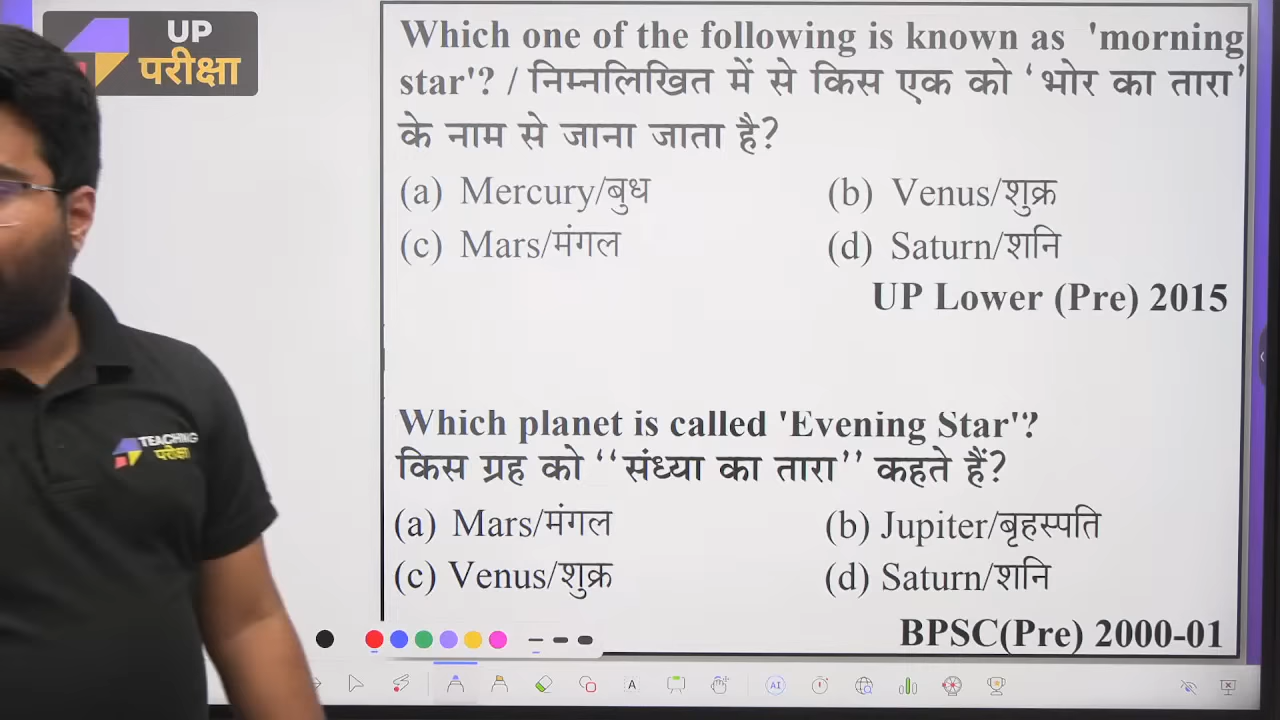 UP
परीक्षा
Which one of the following is known as 'morning
star'? / निम्नलिखित में से किस एक को ‘भोर का तारा’
के नाम से जाना जाता है?
(a) Mercury/बुध
(b) Venus/शुक्र
(c) Mars/मंगल
(d) Saturn/शनि
UP Lower (Pre) 2015
Which planet is called 'Evening Star'?
किस ग्रह को ‘‘संध्या का तारा’’ कहते हैं?
(a) Mars/मंगल
(b) Jupiter/बृहस्पति
(c) Venus/शुक्र
(d) Saturn/शनि
BPSC(Pre) 2000-01
TEACHING
परीक्षा
A
AI